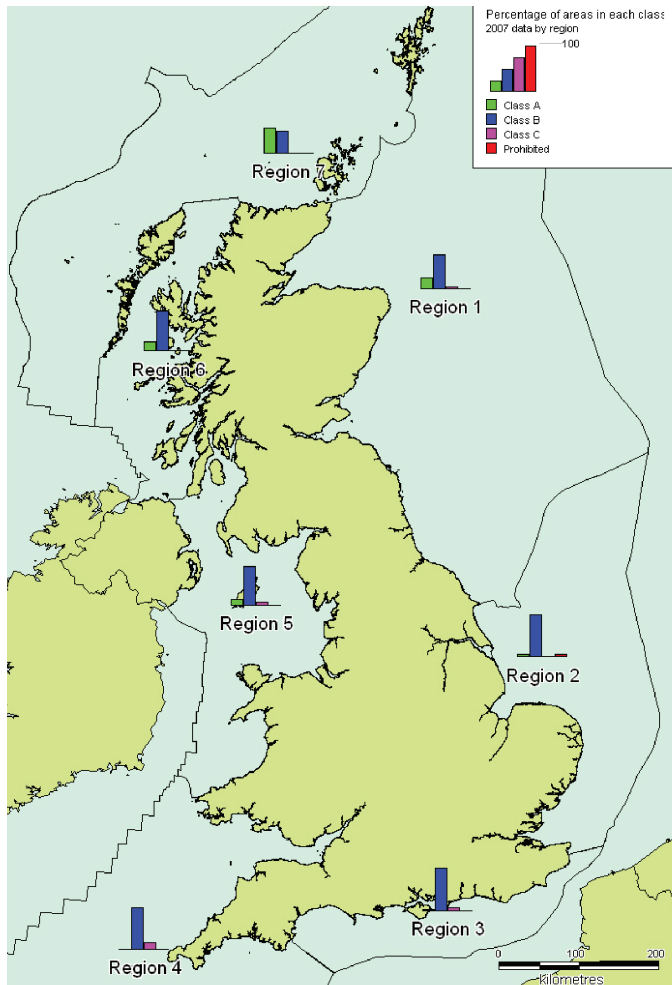 Percentage of areas in each class
2007 data by region
100
Class A
Class B
Class C
Prohibited
Region 7
Region 1
Region 6
Region 5
Region 2
Region 3
Region 4
0 100 200
kilometres